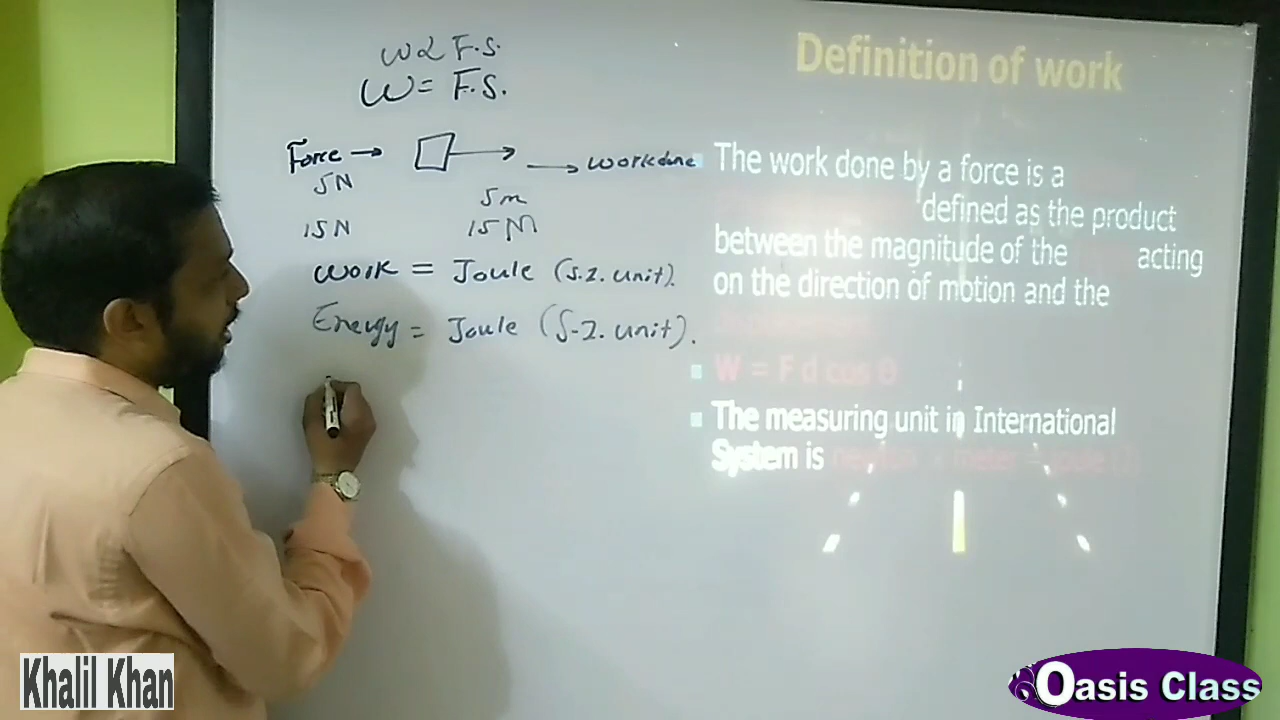 W ∝ F.S.
W = F.S.
Force → → → workdone
5N 5m
15N 15M
work = Joule (S.I. unit).
Energy = Joule (S.I. unit).
Definition of work
The work done by a force is a
defined as the product
between the magnitude of the acting
on the direction of motion and the
W = F d cos θ
The measuring unit in International
System is newton
Khalil Khan
Oasis Class